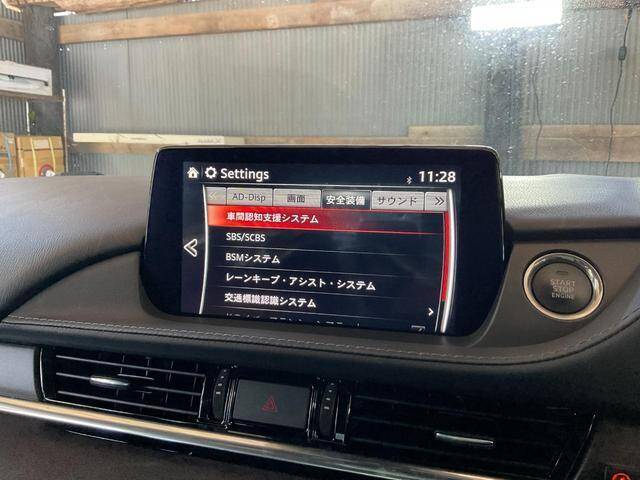 Settings 11:28
AD-Disp 画面 安全装備 サウンド
車間認知支援システム
SBS/SCBS
BSMシステム
レーンキープ・アシスト・システム
交通標識認識システム
START
STOP
ENGINE